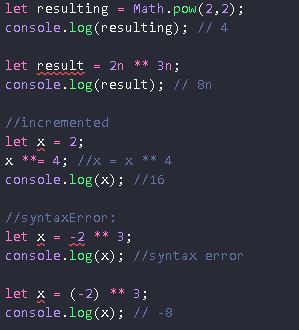 let resulting = Math.pow(2,2);
console.log(resulting); // 4
let result = 2n ** 3n;
console.log(result); // 8n
//incremented
let x = 2;
x **= 4; //x = x ** 4
console.log(x); //16
//syntaxError:
let x = -2 ** 3;
console.log(x); //syntax error
let x = (-2) ** 3;
console.log(x); // -8